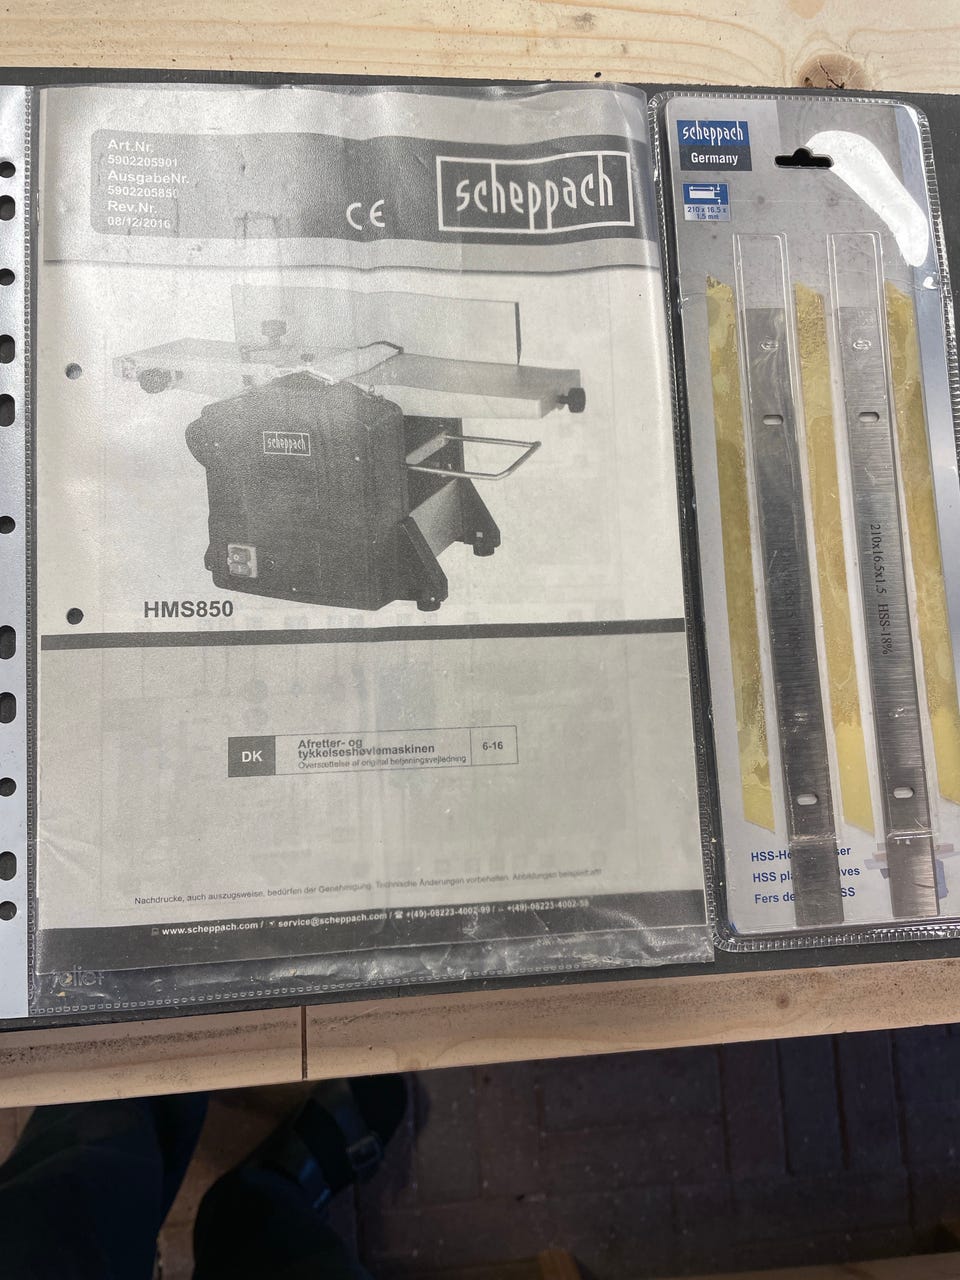 Art.Nr.
5902205901
AusgabeNr.
5902205850
Rev.Nr.
08/12/2016
CE
scheppach
scheppach
HMS850
DK
Afretter- og
tykkelseshøvlemaskinen
Oversættelse af original betjeningsvejledning
6-16
Nachdrucke, auch auszugsweise, bedürfen der Genehmigung. Technische Änderungen vorbehalten. Abbildungen beispielhaft!
www.scheppach.com / service@scheppach.com / +(49)-08223-4002-99 / +(49)-08223-4002-58
scheppach
Germany
210 x 16.5 x
1.5 mm
210x16.5x1.5 HSS-18%
HSS
HSS
HSS